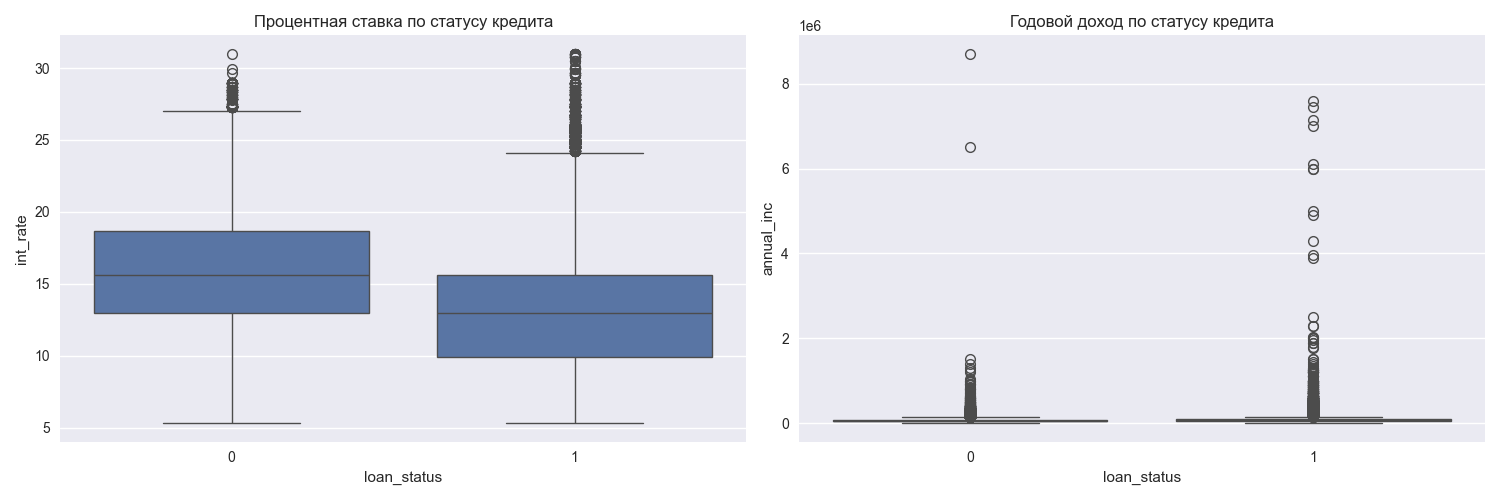 Процентная ставка по статусу кредита
30
25
20
15
10
5
int_rate
0
1
loan_status
Годовой доход по статусу кредита
1e6
8
6
4
2
0
annual_inc
0
1
loan_status